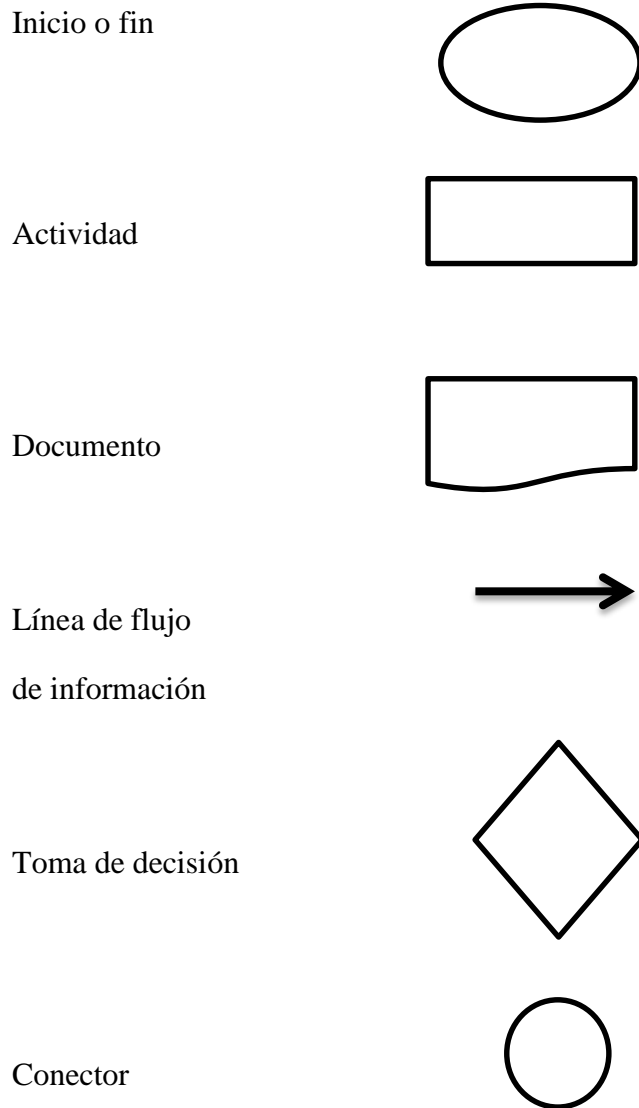 Inicio o fin
Actividad
Documento
Línea de flujo
de información
Toma de decisión
Conector